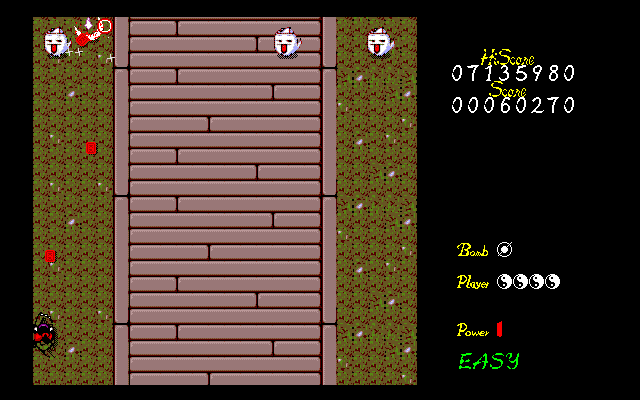 HiScore
07135980
Score
00060270
Bomb
Player
Power
EASY